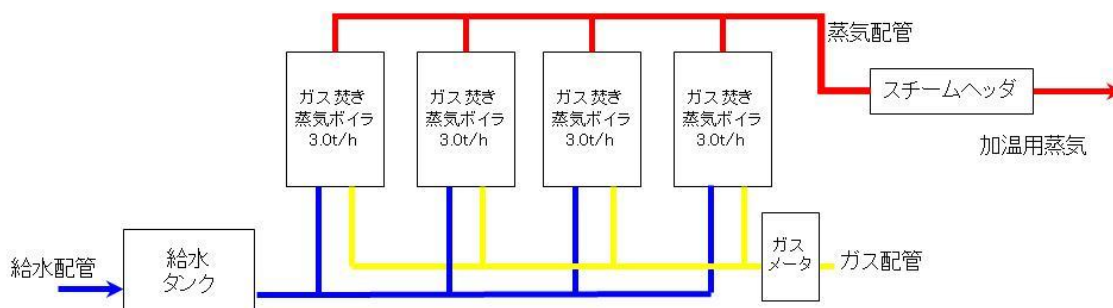 蒸気配管
ガス焚き
蒸気ボイラ
3.0t/h
ガス焚き
蒸気ボイラ
3.0t/h
ガス焚き
蒸気ボイラ
3.0t/h
ガス焚き
蒸気ボイラ
3.0t/h
スチームヘッダ
加温用蒸気
給水配管
給水
タンク
ガス
メータ
ガス配管